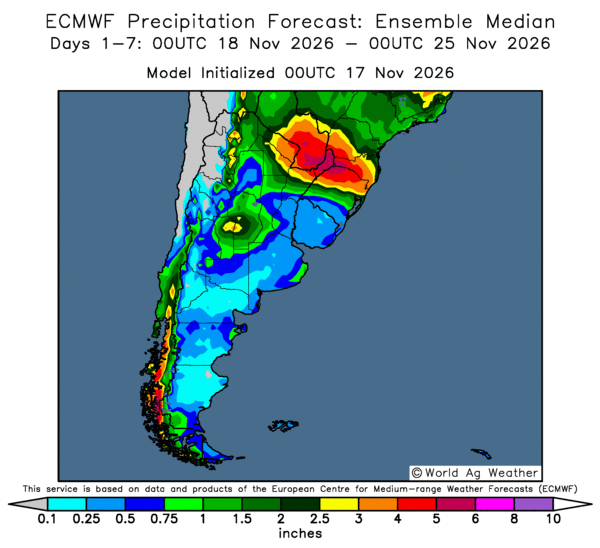 ECMWF Precipitation Forecast: Ensemble Median
Days 1-7: 00UTC 18 Nov 2026 - 00UTC 25 Nov 2026
Model Initialized 00UTC 17 Nov 2026
© World Ag Weather
This service is based on data and products of the European Centre for Medium-range Weather Forecasts (ECMWF)
0.1 0.25 0.5 0.75 1 1.5 2 2.5 3 4 5 6 8 10
inches